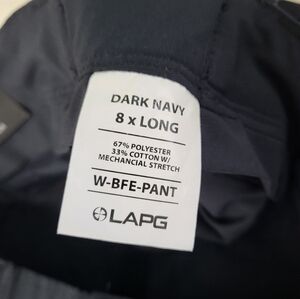 DARK NAVY
8 x LONG
67% POLYESTER
33% COTTON W/
MECHANCIAL STRETCH
W-BFE-PANT
LAPG